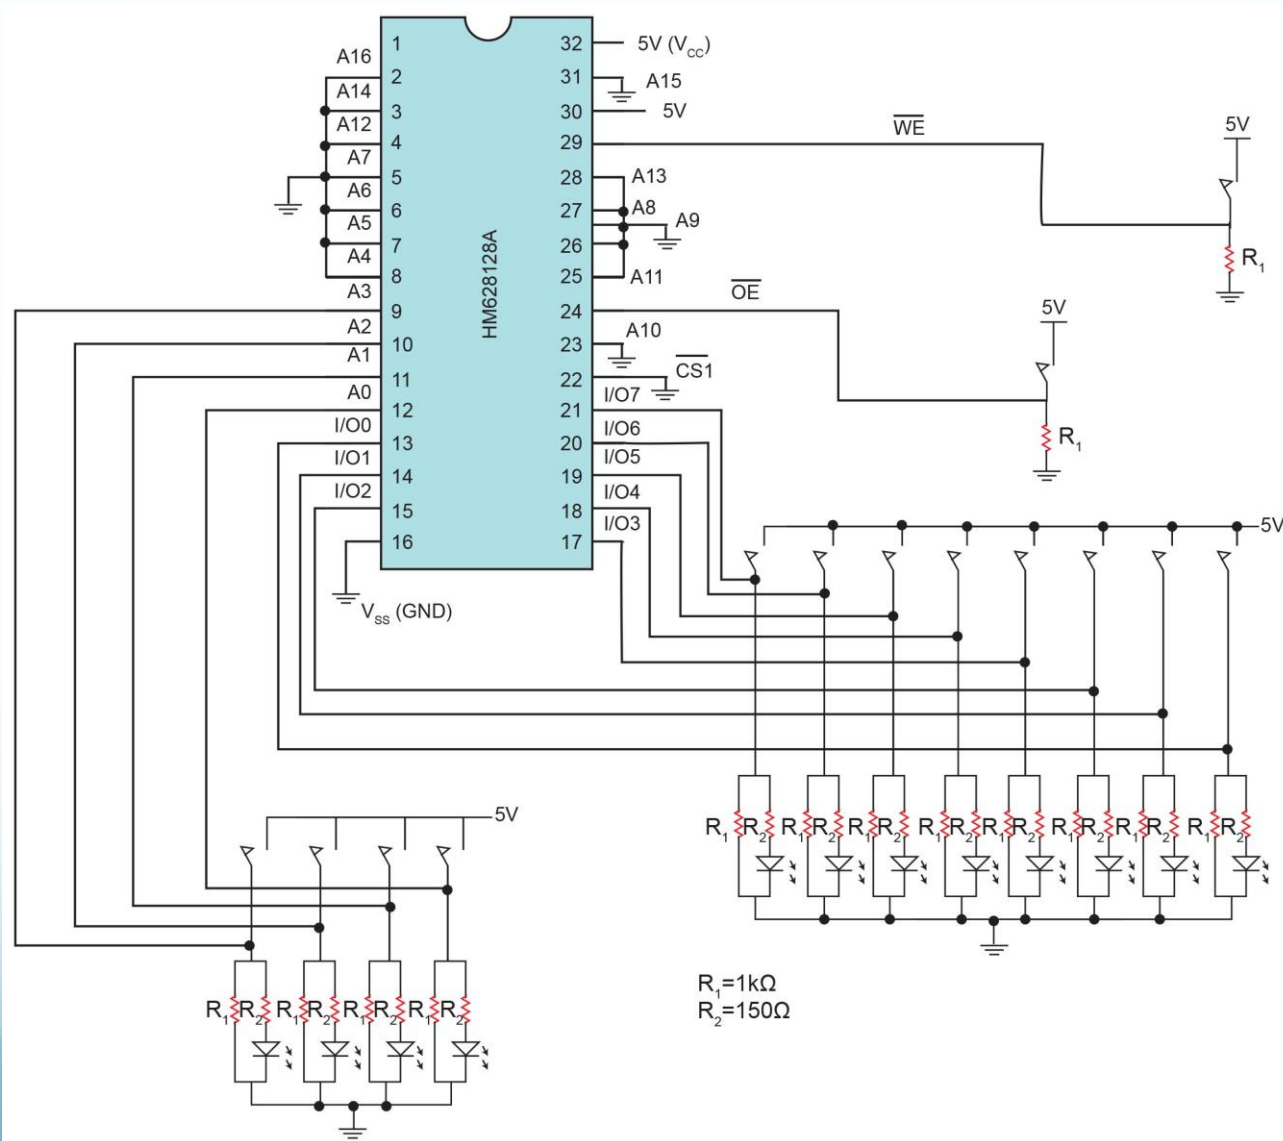 1
2
3
4
5
6
7
8
9
10
11
12
13
14
15
16
32
31
30
29
28
27
26
25
24
23
22
21
20
19
18
17
HM628128A
A16
A14
A12
A7
A6
A5
A4
A3
A2
A1
A0
I/O0
I/O1
I/O2
V_SS (GND)
5V (V_CC)
A15
5V
WE
A13
A8
A9
A11
OE
A10
CS1
I/O7
I/O6
I/O5
I/O4
I/O3
5V
R1
5V
R1
5V
R1 R2 R1 R2 R1 R2 R1 R2 R1 R2 R1 R2 R1 R2 R1 R2
5V
R1 R2 R1 R2 R1 R2 R1 R2
R1=1kΩ
R2=150Ω